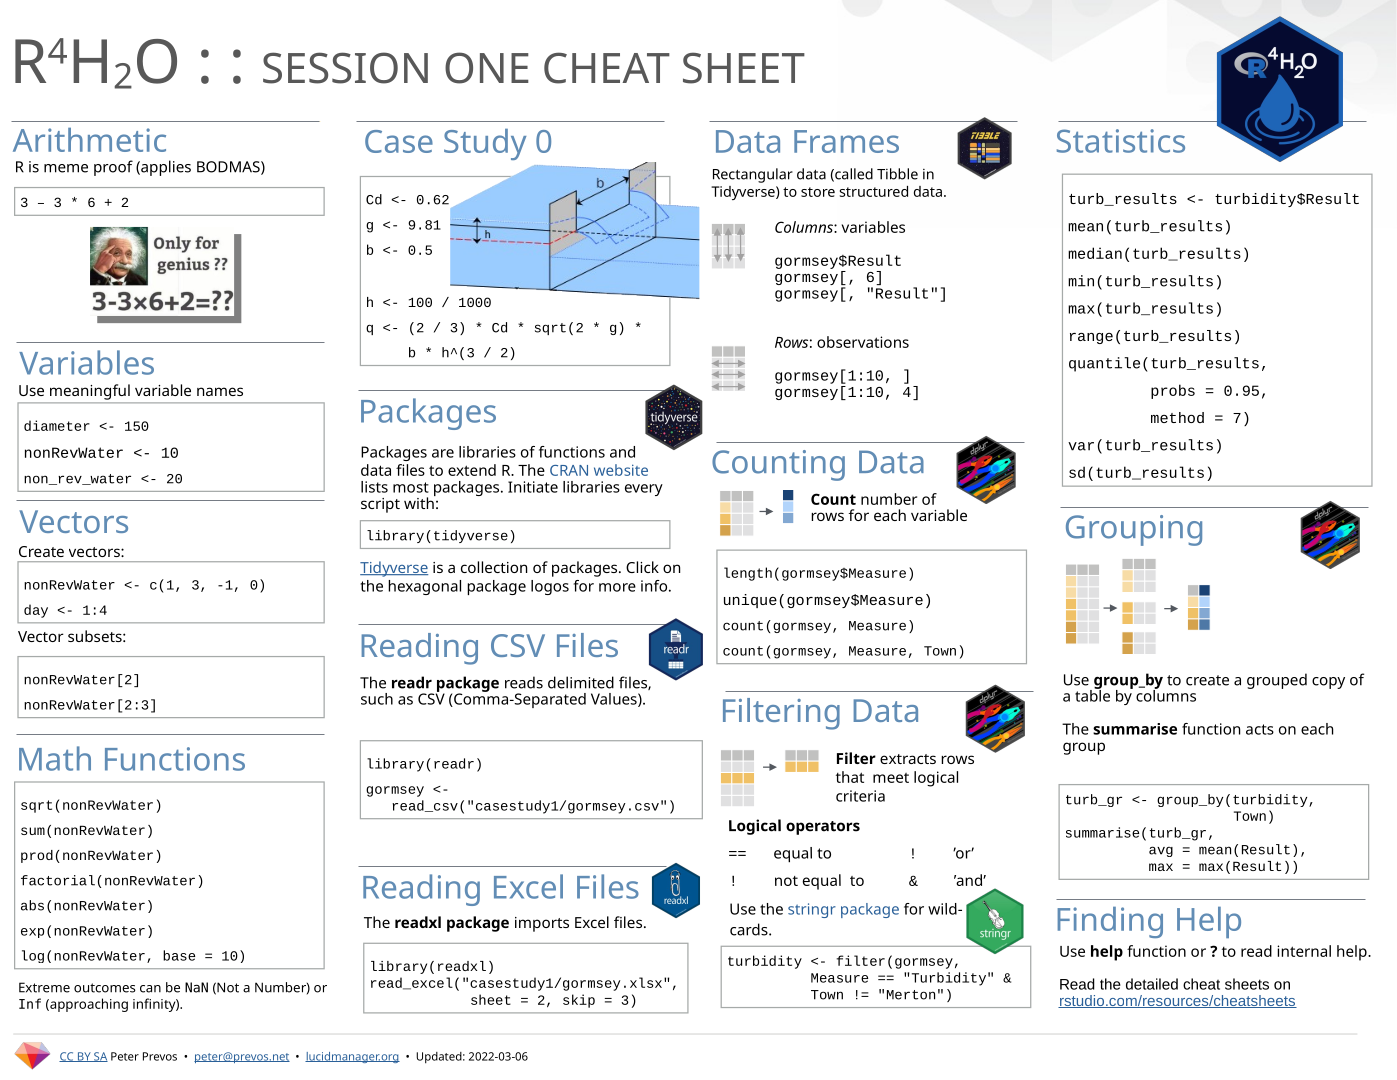 R4H2O : : SESSION ONE CHEAT SHEET
R4H2O
Arithmetic
R is meme proof (applies BODMAS)
3 – 3 * 6 + 2
Only for
genius ??
3-3×6+2=??
Variables
Use meaningful variable names
diameter <- 150
nonRevWater <- 10
non_rev_water <- 20
Vectors
Create vectors:
nonRevWater <- c(1, 3, -1, 0)
day <- 1:4
Vector subsets:
nonRevWater[2]
nonRevWater[2:3]
Math Functions
sqrt(nonRevWater)
sum(nonRevWater)
prod(nonRevWater)
factorial(nonRevWater)
abs(nonRevWater)
exp(nonRevWater)
log(nonRevWater, base = 10)
Extreme outcomes can be NaN (Not a Number) or
Inf (approaching infinity).
Case Study 0
Cd <- 0.62
g <- 9.81
b <- 0.5
b
h
h <- 100 / 1000
q <- (2 / 3) * Cd * sqrt(2 * g) *
b * h^(3 / 2)
Packages
tidyverse
Packages are libraries of functions and
data files to extend R. The CRAN website
lists most packages. Initiate libraries every
script with:
library(tidyverse)
Tidyverse is a collection of packages. Click on
the hexagonal package logos for more info.
Reading CSV Files
readr
The readr package reads delimited files,
such as CSV (Comma-Separated Values).
library(readr)
gormsey <-
read_csv("casestudy1/gormsey.csv")
Reading Excel Files
readxl
The readxl package imports Excel files.
library(readxl)
read_excel("casestudy1/gormsey.xlsx",
sheet = 2, skip = 3)
Data Frames
TIBBLE
Rectangular data (called Tibble in
Tidyverse) to store structured data.
Columns: variables
gormsey$Result
gormsey[, 6]
gormsey[, "Result"]
Rows: observations
gormsey[1:10, ]
gormsey[1:10, 4]
Counting Data
dplyr
Count number of
rows for each variable
length(gormsey$Measure)
unique(gormsey$Measure)
count(gormsey, Measure)
count(gormsey, Measure, Town)
Filtering Data
dplyr
Filter extracts rows
that meet logical
criteria
Logical operators
== equal to ! ’or’
! not equal to & ’and’
Use the stringr package for wild-
cards.
stringr
turbidity <- filter(gormsey,
Measure == "Turbidity" &
Town != "Merton")
Statistics
turb_results <- turbidity$Result
mean(turb_results)
median(turb_results)
min(turb_results)
max(turb_results)
range(turb_results)
quantile(turb_results,
probs = 0.95,
method = 7)
var(turb_results)
sd(turb_results)
Grouping
dplyr
Use group_by to create a grouped copy of
a table by columns
The summarise function acts on each
group
turb_gr <- group_by(turbidity,
Town)
summarise(turb_gr,
avg = mean(Result),
max = max(Result))
Finding Help
Use help function or ? to read internal help.
Read the detailed cheat sheets on
rstudio.com/resources/cheatsheets
CC BY SA Peter Prevos • peter@prevos.net • lucidmanager.org • Updated: 2022-03-06